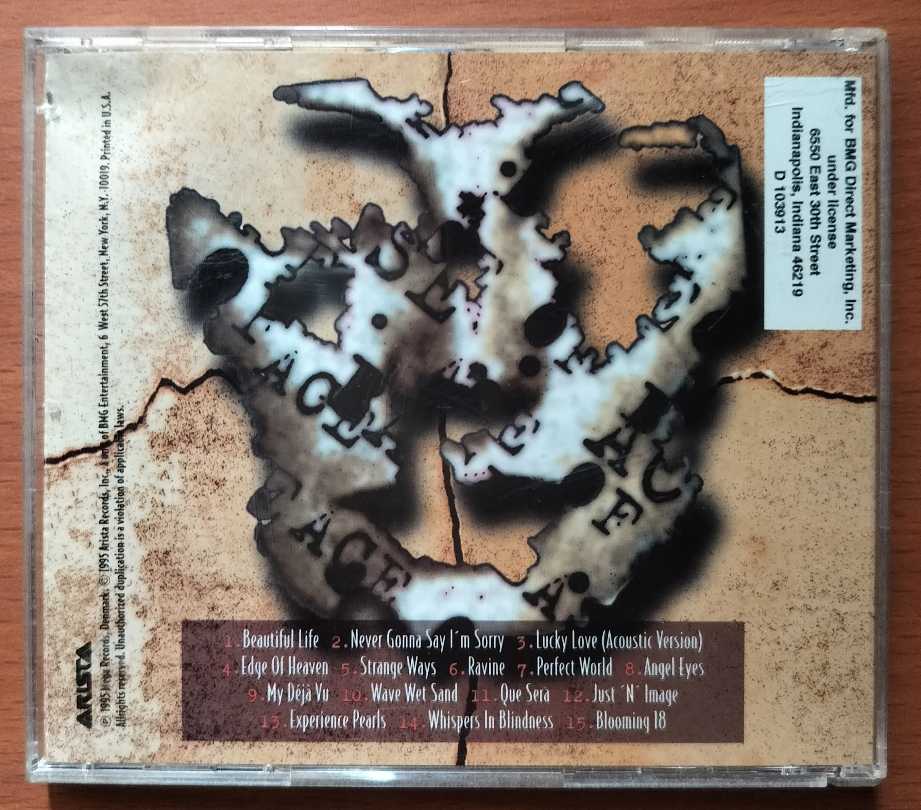 Mfd. for BMG Direct Marketing, Inc.
under license
6550 East 30th Street
Indianapolis, Indiana 46219
D 103913
ACE
ACE
ACE
ACE
1. Beautiful Life 2. Never Gonna Say I´m Sorry 3. Lucky Love (Acoustic Version)
4. Edge Of Heaven 5. Strange Ways 6. Ravine 7. Perfect World 8. Angel Eyes
9. My Déjà Vu 10. Wave Wet Sand 11. Que Sera 12. Just ´N´ Image
13. Experience Pearls 14. Whispers In Blindness 15. Blooming 18
ARISTA
All rights reserved. Unauthorized duplication is a violation of applicable laws.
Arista Records, Inc., a unit of BMG Entertainment, 6 West 57th Street, New York, N.Y. 10019. Printed in U.S.A.